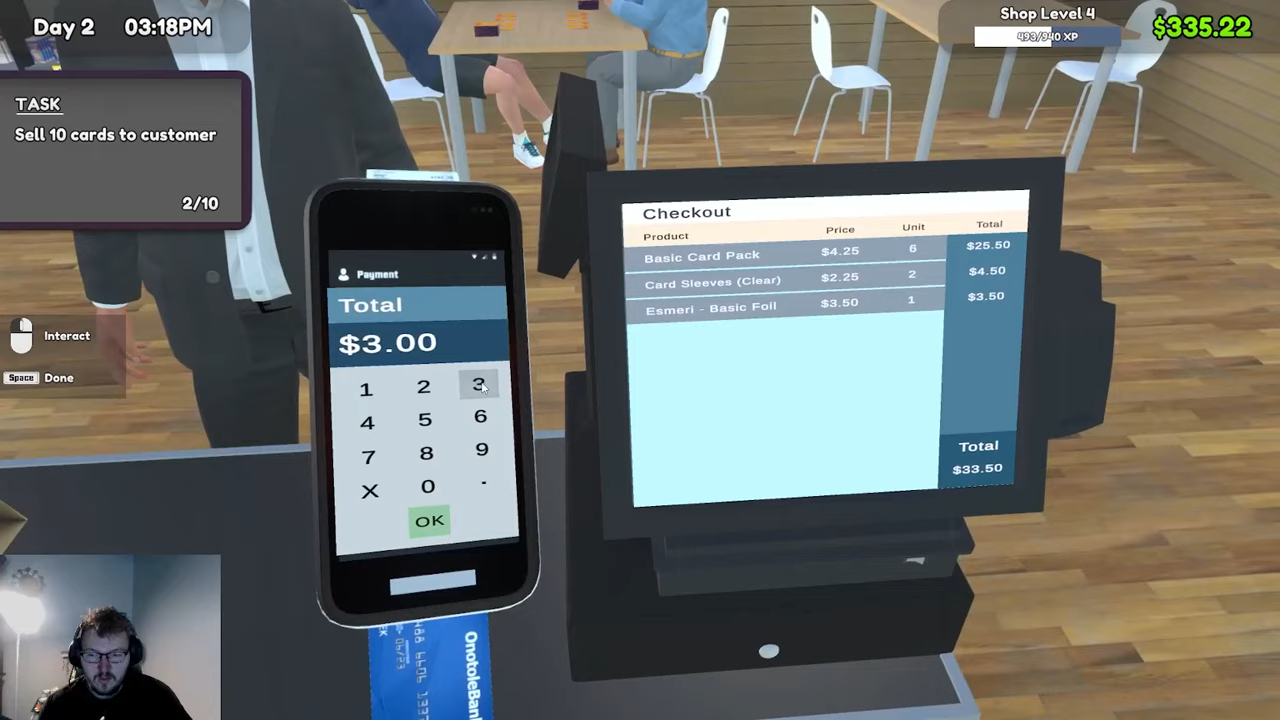 Day 2 03:18PM
Shop Level 4
493/940 XP
$335.22
TASK
Sell 10 cards to customer
2/10
Interact
Space Done
Payment
Total
$3.00
1 2 3
4 5 6
7 8 9
X 0 .
OK
Checkout
Product Price Unit Total
Basic Card Pack $4.25 6 $25.50
Card Sleeves (Clear) $2.25 2 $4.50
Esmeri - Basic Foil $3.50 1 $3.50
Total
$33.50
OnotoleBank